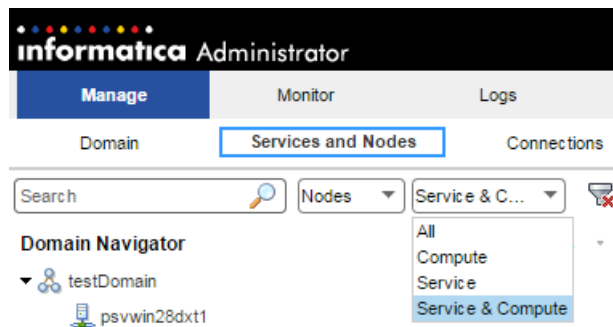 informatica Administrator
Manage Monitor Logs
Domain Services and Nodes Connections
Search Nodes Service & C...
All
Domain Navigator
Compute
testDomain
Service
Service & Compute
psvwin28dxt1